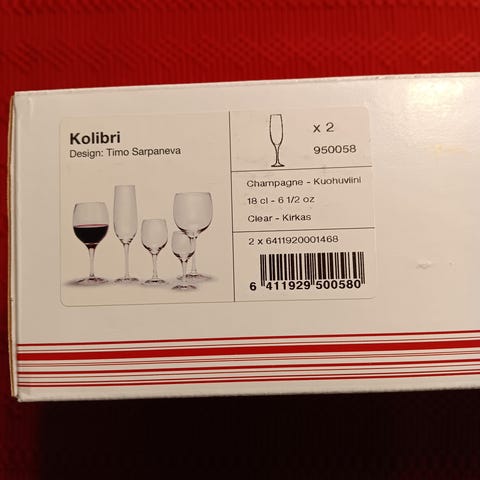 Kolibri
Design: Timo Sarpaneva
x 2
950058
Champagne - Kuohuviini
18 cl - 6 1/2 oz
Clear - Kirkas
2 x 6411920001468
6 411929 500580